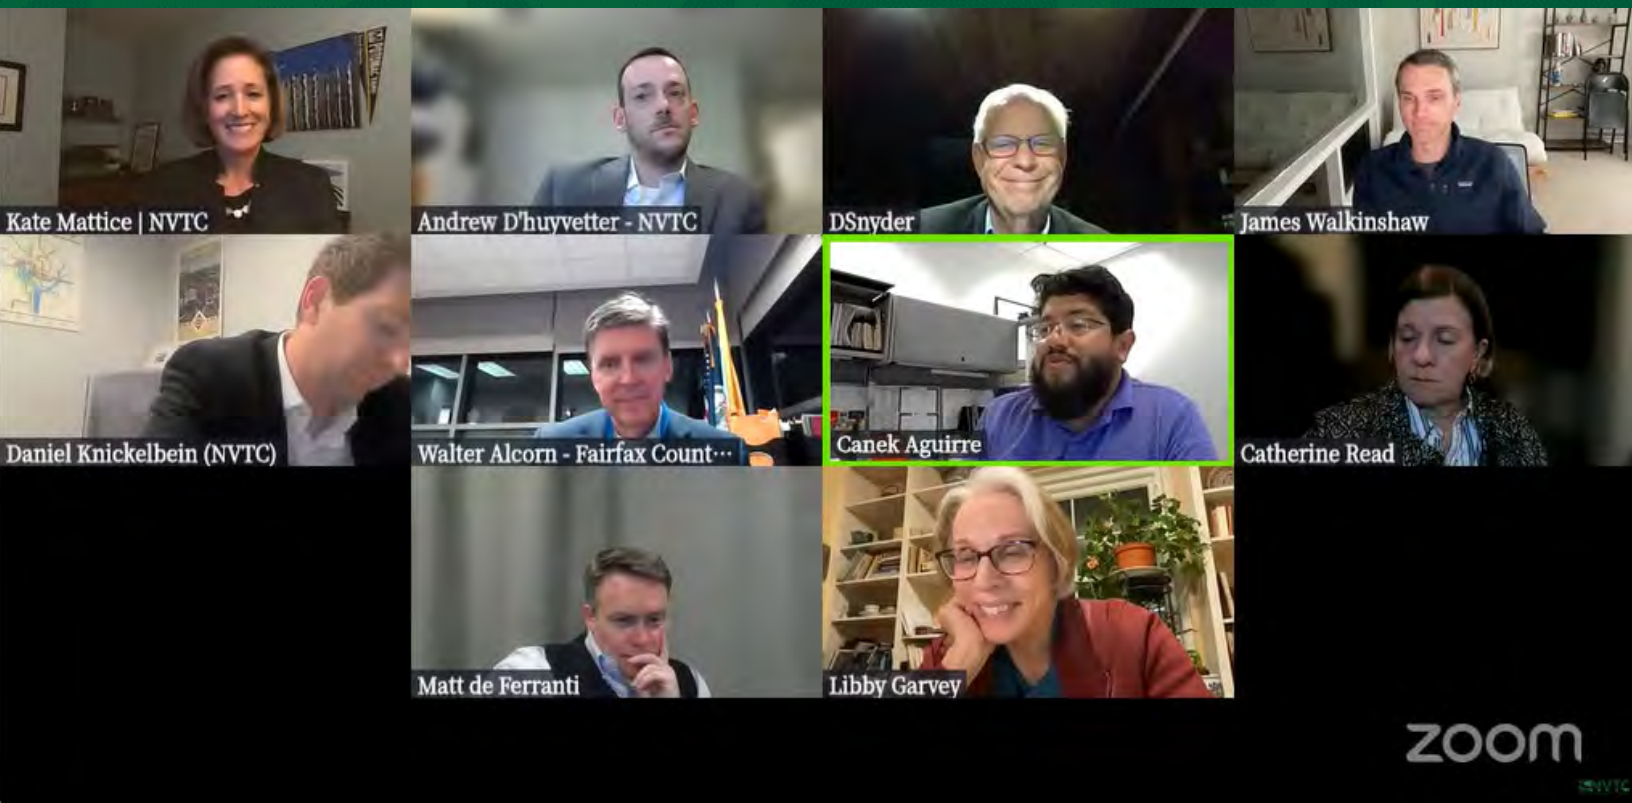 Kate Mattice | NVTC
Andrew D'huyvetter - NVTC
DSnyder
James Walkinshaw
Daniel Knickelbein (NVTC)
Walter Alcorn - Fairfax Count···
Canek Aguirre
Catherine Read
Matt de Ferranti
Libby Garvey
zoom
NVTC